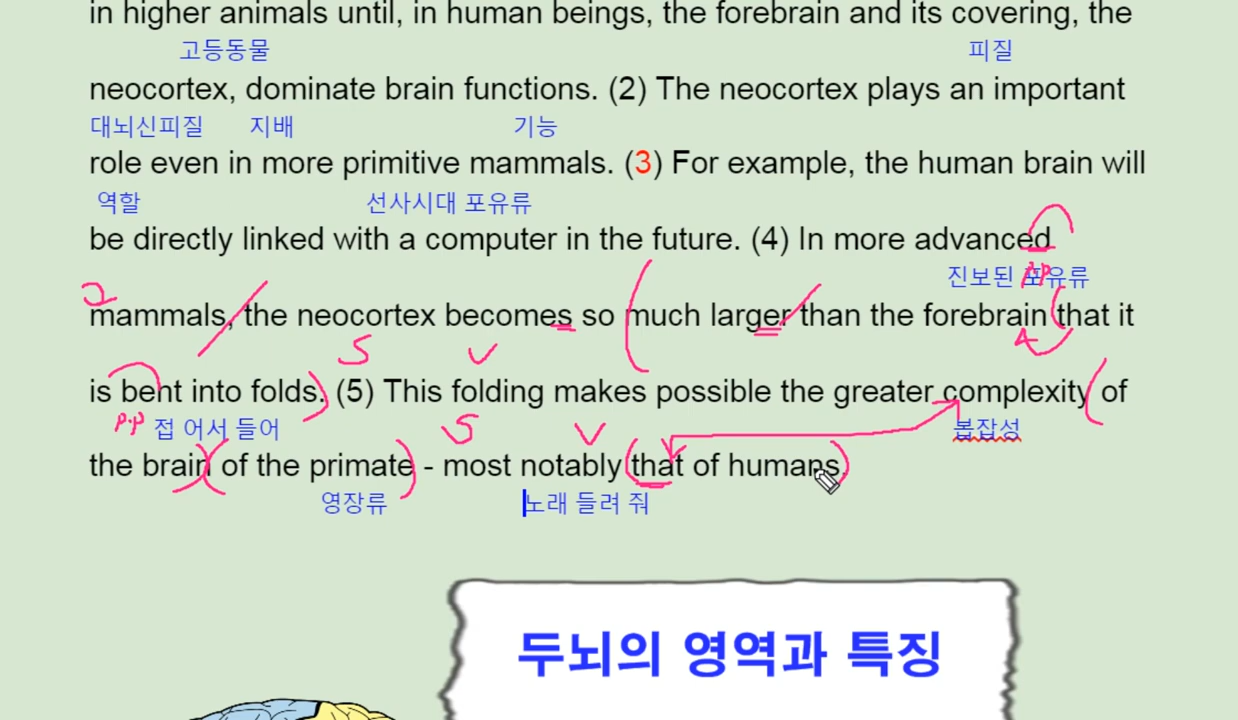 in higher animals until, in human beings, the forebrain and its covering, the
고등동물 피질
neocortex, dominate brain functions. (2) The neocortex plays an important
대뇌신피질 지배 기능
role even in more primitive mammals. (3) For example, the human brain will
역할 선사시대 포유류
be directly linked with a computer in the future. (4) In more advanced
진보된 포유류
P.P
mammals, the neocortex becomes so much larger than the forebrain that it
S V
is bent into folds. (5) This folding makes possible the greater complexity of
P.P 접 어서 들어 S V 봅잡성
the brain of the primate - most notably that of humans.
영장류 노래 들려 줘
두뇌의 영역과 특징